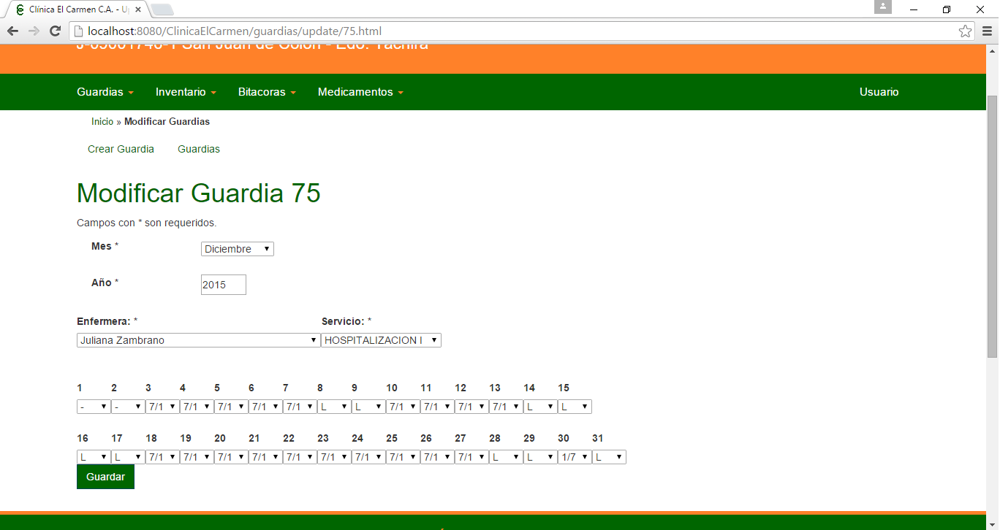 Clínica El Carmen C.A. - U
localhost:8080/ClinicaElCarmen/guardias/update/75.html
San Juan de Colón - Edo. Táchira
Guardias Inventario Bitacoras Medicamentos Usuario
Inicio » Modificar Guardias
Crear Guardia Guardias
Modificar Guardia 75
Campos con * son requeridos.
Mes * Diciembre
Año * 2015
Enfermera: * Servicio: *
Juliana Zambrano HOSPITALIZACION I
1 2 3 4 5 6 7 8 9 10 11 12 13 14 15
- - 7/1 7/1 7/1 7/1 7/1 L L 7/1 7/1 7/1 7/1 L L
16 17 18 19 20 21 22 23 24 25 26 27 28 29 30 31
L L 7/1 7/1 7/1 7/1 7/1 7/1 7/1 7/1 7/1 7/1 L L 1/7 L
Guardar